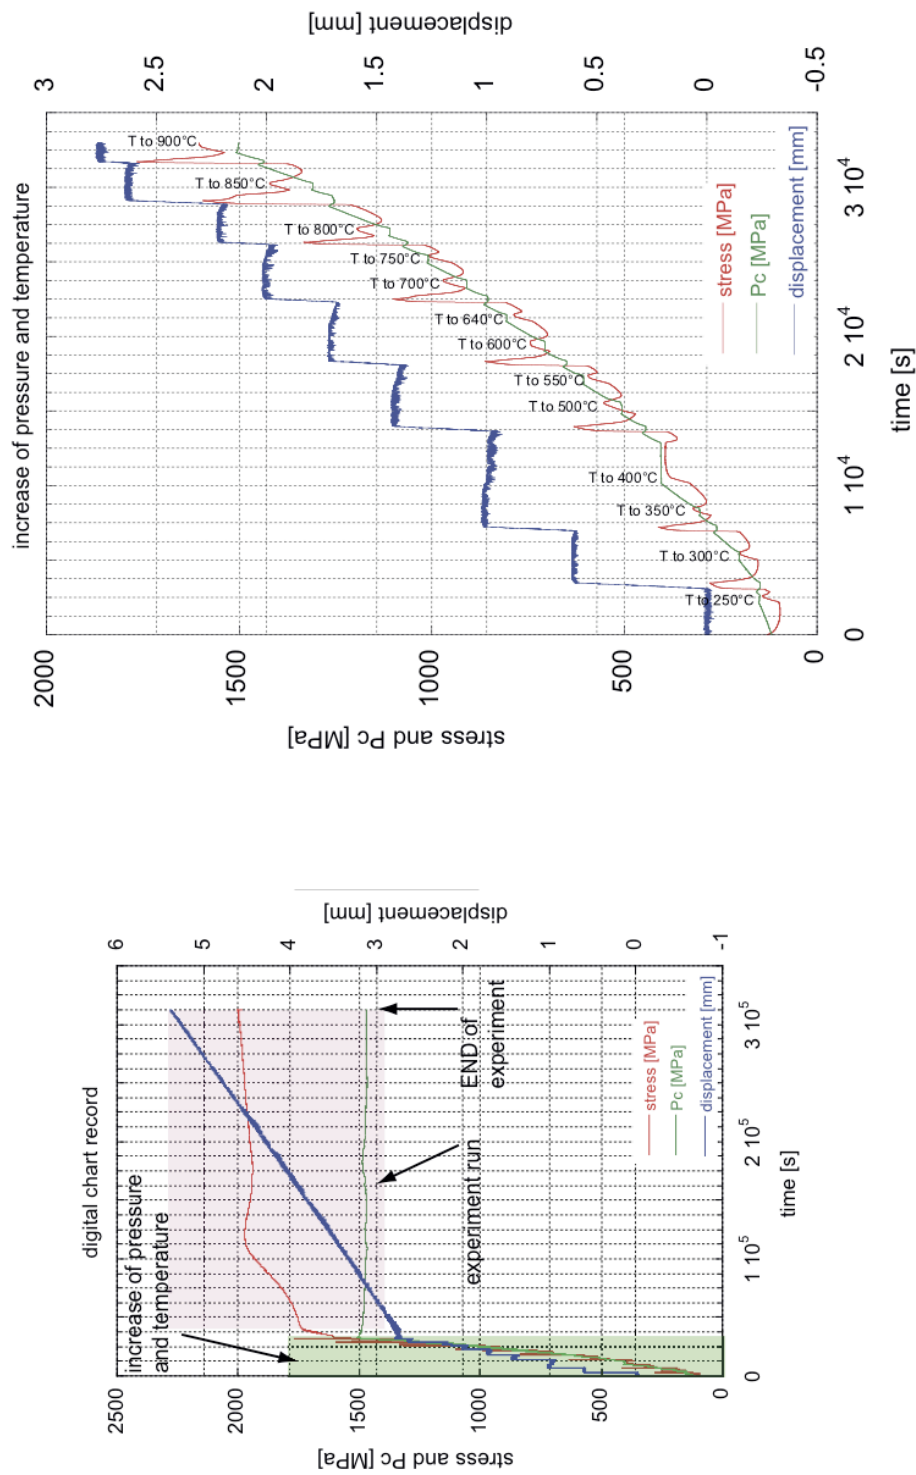 digital chart record
increase of pressure
and temperature
experiment run
END of
experiment
stress and Pc [MPa]
2500
2000
1500
1000
500
0
displacement [mm]
6
5
4
3
2
1
0
-1
0
1 10⁵
2 10⁵
3 10⁵
time [s]
stress [MPa]
Pc [MPa]
displacement [mm]
increase of pressure and temperature
stress and Pc [MPa]
2000
1500
1000
500
0
displacement [mm]
3
2.5
2
1.5
1
0.5
0
-0.5
T to 250°C
T to 300°C
T to 350°C
T to 400°C
T to 500°C
T to 550°C
T to 600°C
T to 640°C
T to 700°C
T to 750°C
T to 800°C
T to 850°C
T to 900°C
0
1 10⁴
2 10⁴
3 10⁴
time [s]
stress [MPa]
Pc [MPa]
displacement [mm]